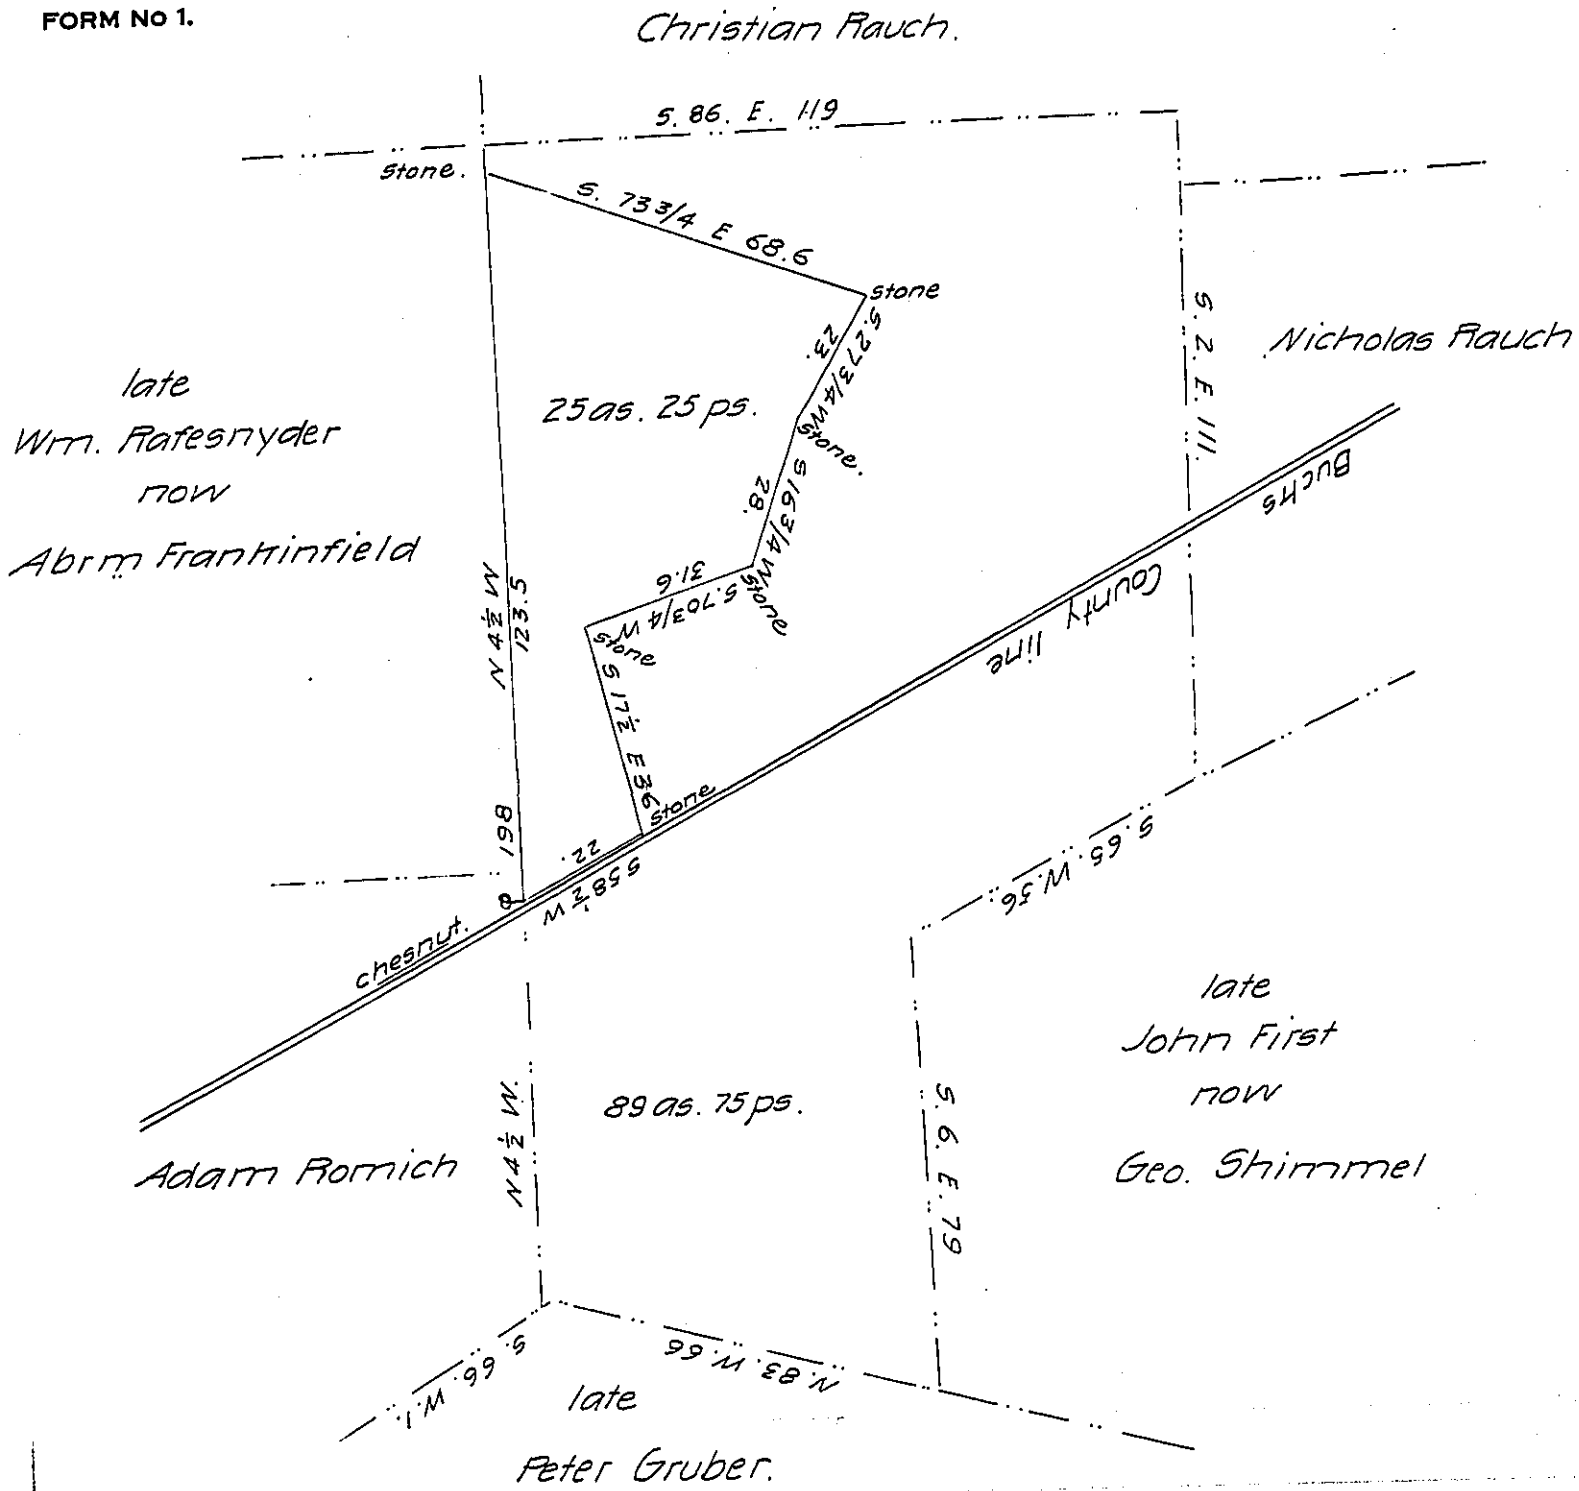 FORM No 1.
Christian Rauch.
S. 86. E. 119
stone.
S. 73 3/4 E 68.6
stone
S. 27 3/4 W
23.
S. 2. E. 111.
Nicholas Rauch
late
Wm. Rafesnyder
now
Abrm Frankinfield
25 as. 25 ps.
stone.
S 16 3/4 W
28.
stone
31.6
S. 70 3/4 W
stone
N 4 1/2 W
123.5
S 17 1/2 E 36
stone
198
22.
S 58 1/2 W
Bucks
County
line
chesnut.
S. 65. W. 56.
late
John First
now
Geo. Shimmel
N 4 1/2 W.
89 as. 75 ps.
S. 6. E. 79
Adam Romich
S. 66. W. 1.
N. 83. W. 66
late
Peter Gruber.